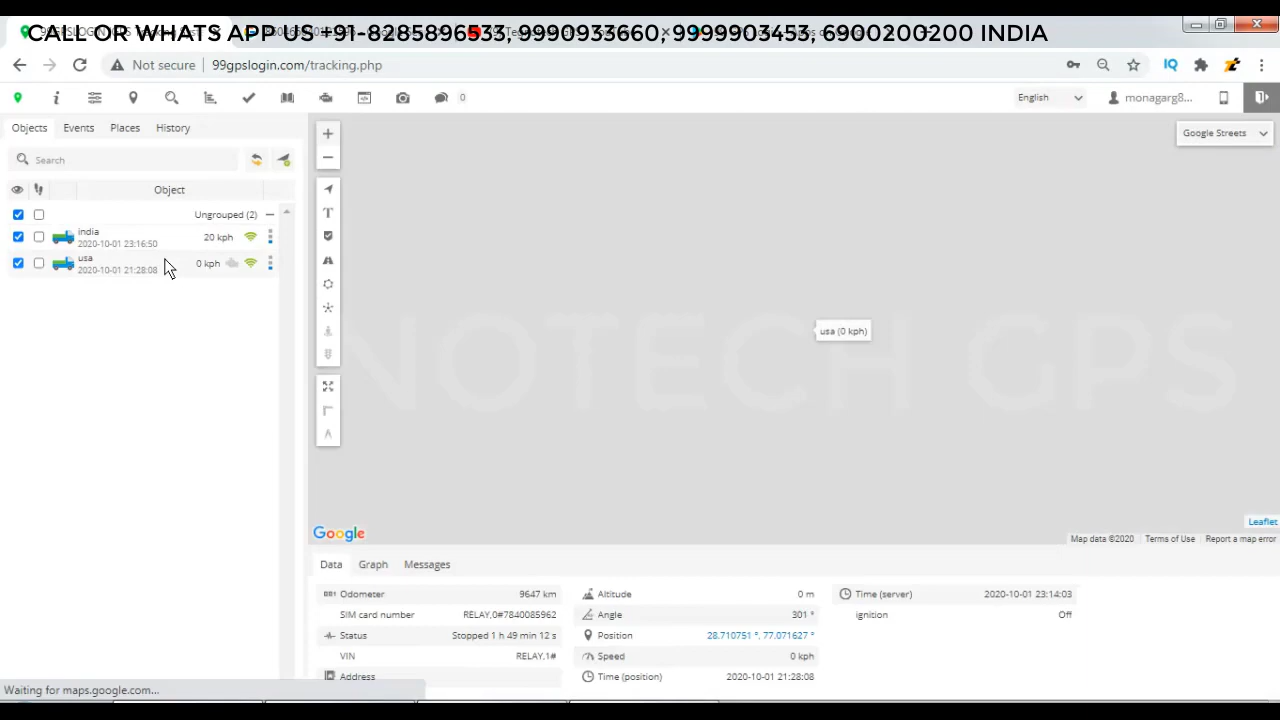 CALL OR WHATS APP US +91-8285896533, 9990933660, 9999903453, 6900200200 INDIA
Not secure
99gpslogin.com/tracking.php
0
English
monagarg8...
Objects
Events
Places
History
Google Streets
Search
Object
Ungrouped (2)
india
2020-10-01 23:16:50
20 kph
usa
2020-10-01 21:28:08
0 kph
usa (0 kph)
NOTECH GPS
Google
Leaflet
Map data ©2020
Terms of Use
Report a map error
Data
Graph
Messages
Odometer
9647 km
SIM card number
RELAY,0#7840085962
Status
Stopped 1 h 49 min 12 s
VIN
RELAY,1#
Address
Altitude
0 m
Angle
301 °
Position
28.710751 °, 77.071627 °
Speed
0 kph
Time (position)
2020-10-01 21:28:08
Time (server)
2020-10-01 23:14:03
ignition
Off
Waiting for maps.google.com...